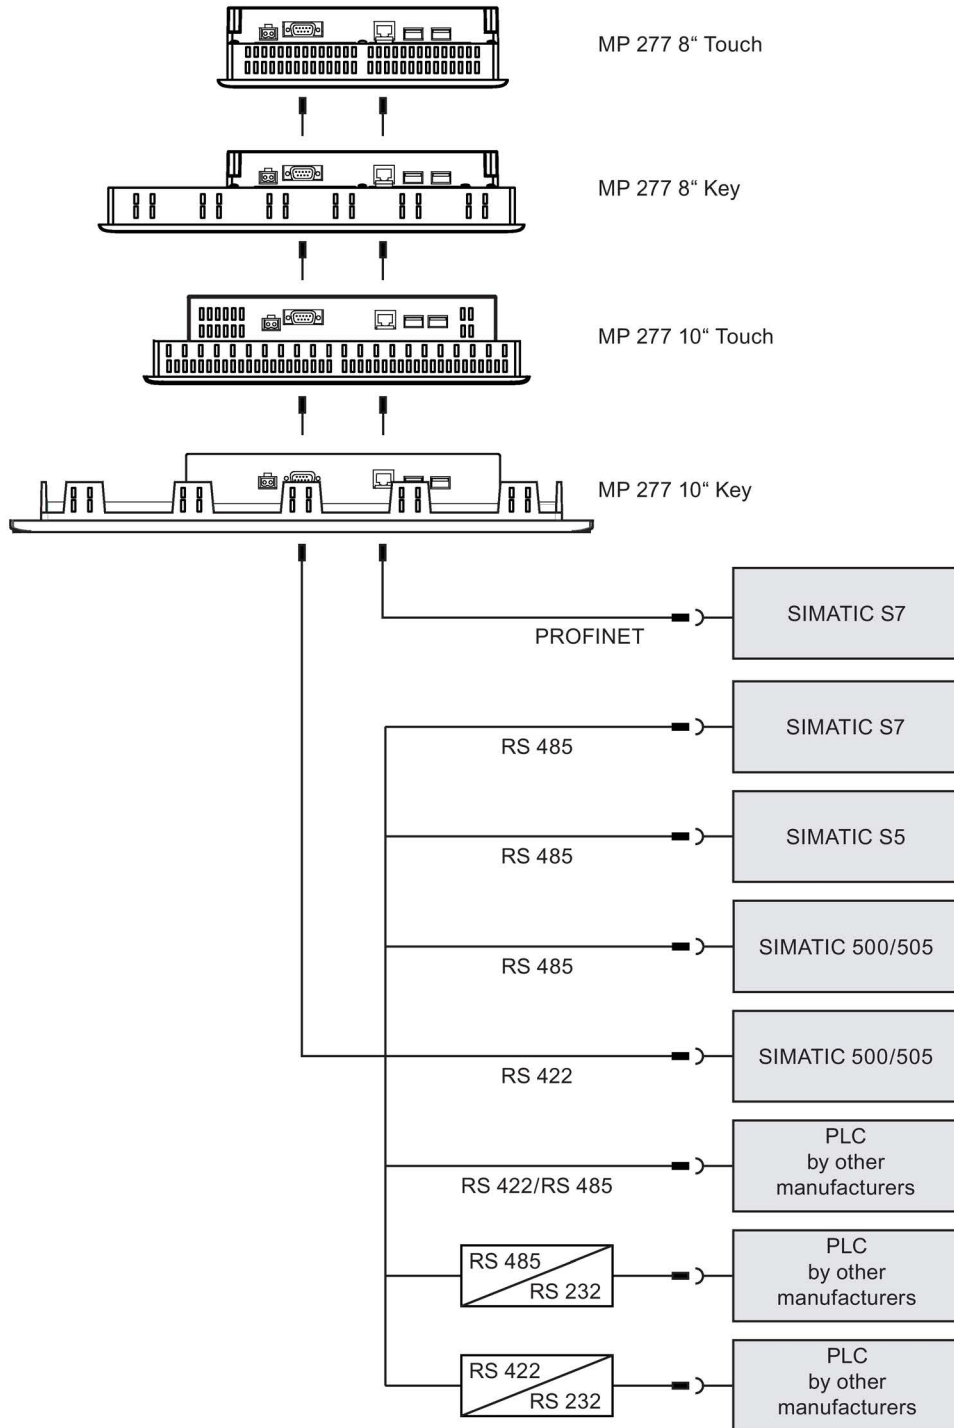 MP 277 8“ Touch
MP 277 8“ Key
MP 277 10“ Touch
MP 277 10“ Key
SIMATIC S7
PROFINET
SIMATIC S7
RS 485
SIMATIC S5
RS 485
SIMATIC 500/505
RS 485
SIMATIC 500/505
RS 422
PLC
by other
manufacturers
RS 422/RS 485
PLC
by other
manufacturers
RS 485
RS 232
PLC
by other
manufacturers
RS 422
RS 232